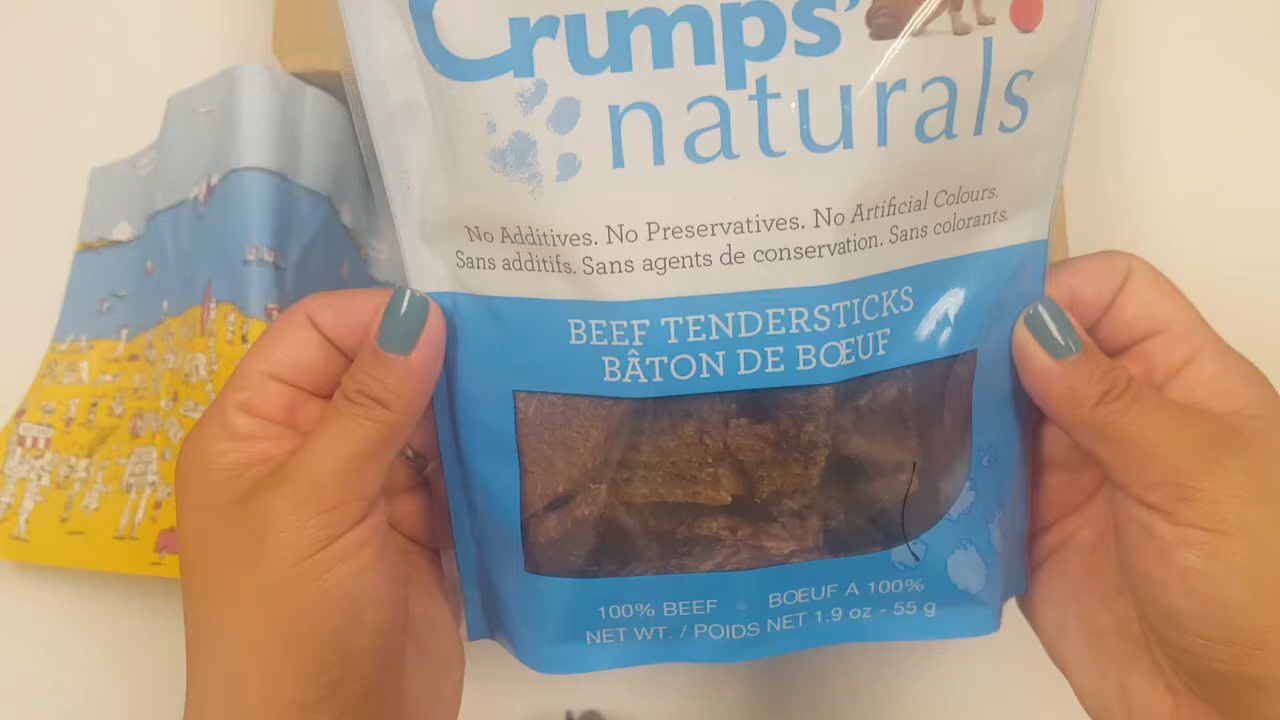 Crumps'
naturals
No Additives. No Preservatives. No Artificial Colours.
Sans additifs. Sans agents de conservation. Sans colorants.
BEEF TENDERSTICKS
BÂTON DE BŒUF
100% BEEF BOEUF A 100%
NET WT. / POIDS NET 1.9 oz - 55 g